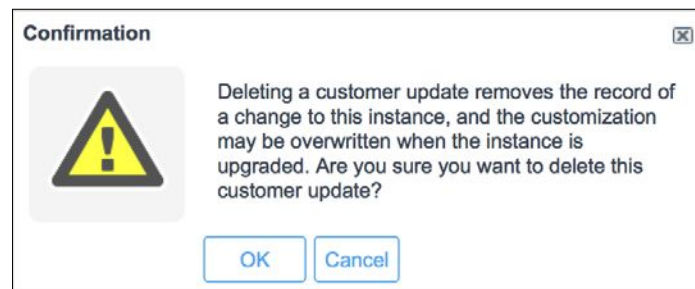 Confirmation
Deleting a customer update removes the record of
a change to this instance, and the customization
may be overwritten when the instance is
upgraded. Are you sure you want to delete this
customer update?
OK
Cancel